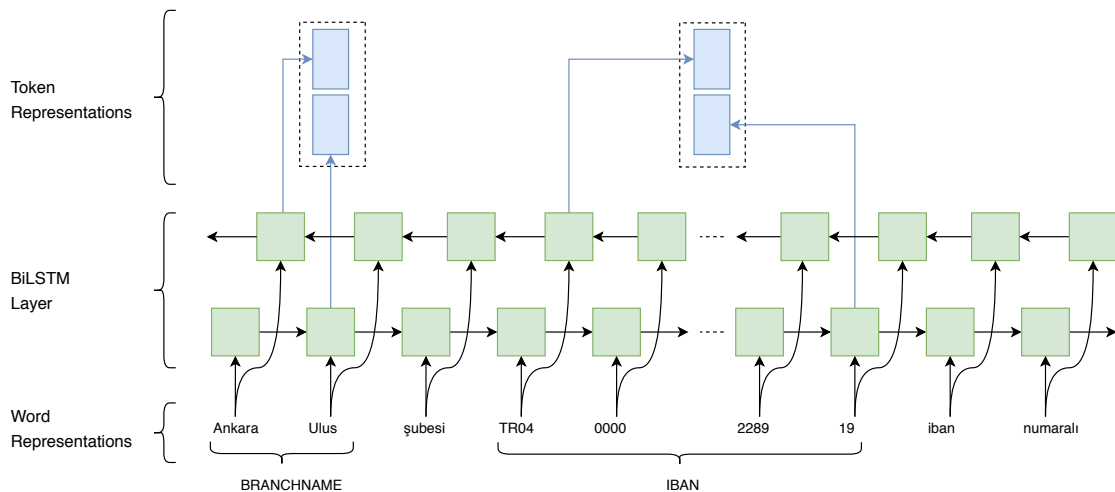 Token
Representations
BiLSTM
Layer
Word
Representations
Ankara Ulus şubesi TR04 0000 2289 19 iban numaralı
BRANCHNAME IBAN